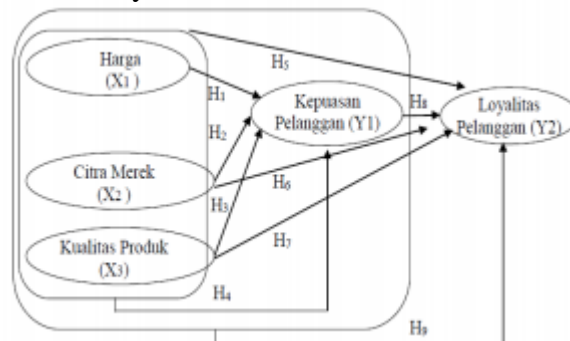 Harga
(X1)
H5
H1
Kepuasan
Pelanggan (Y1)
H8
Loyalitas
Pelanggan (Y2)
H2
Citra Merek
(X2)
H6
H3
Kualitas Produk
(X3)
H7
H4
H9